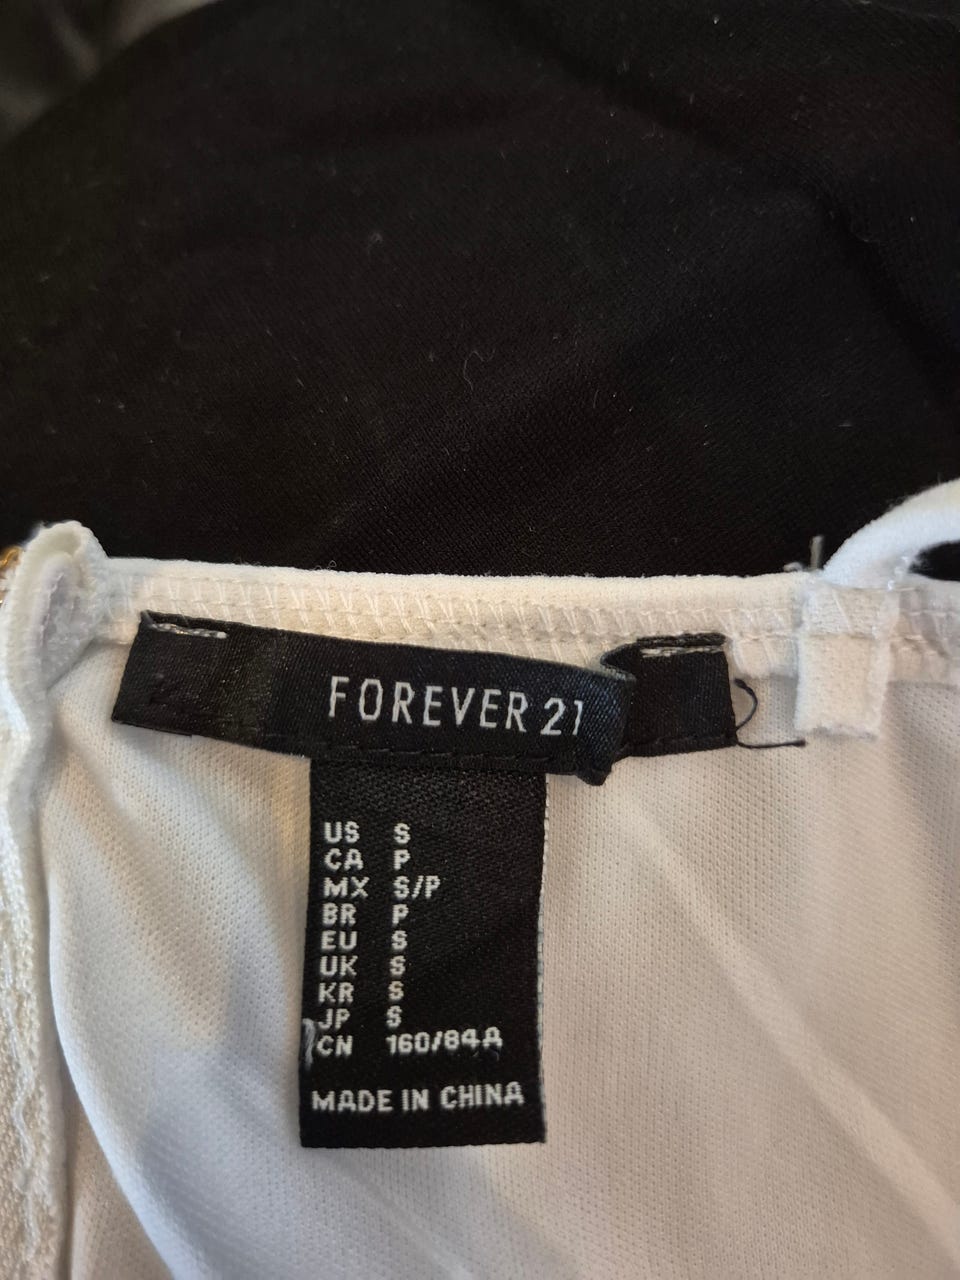 FOREVER 21
US S
CA P
MX S/P
BR P
EU S
UK S
KR S
JP S
CN 160/84A
MADE IN CHINA